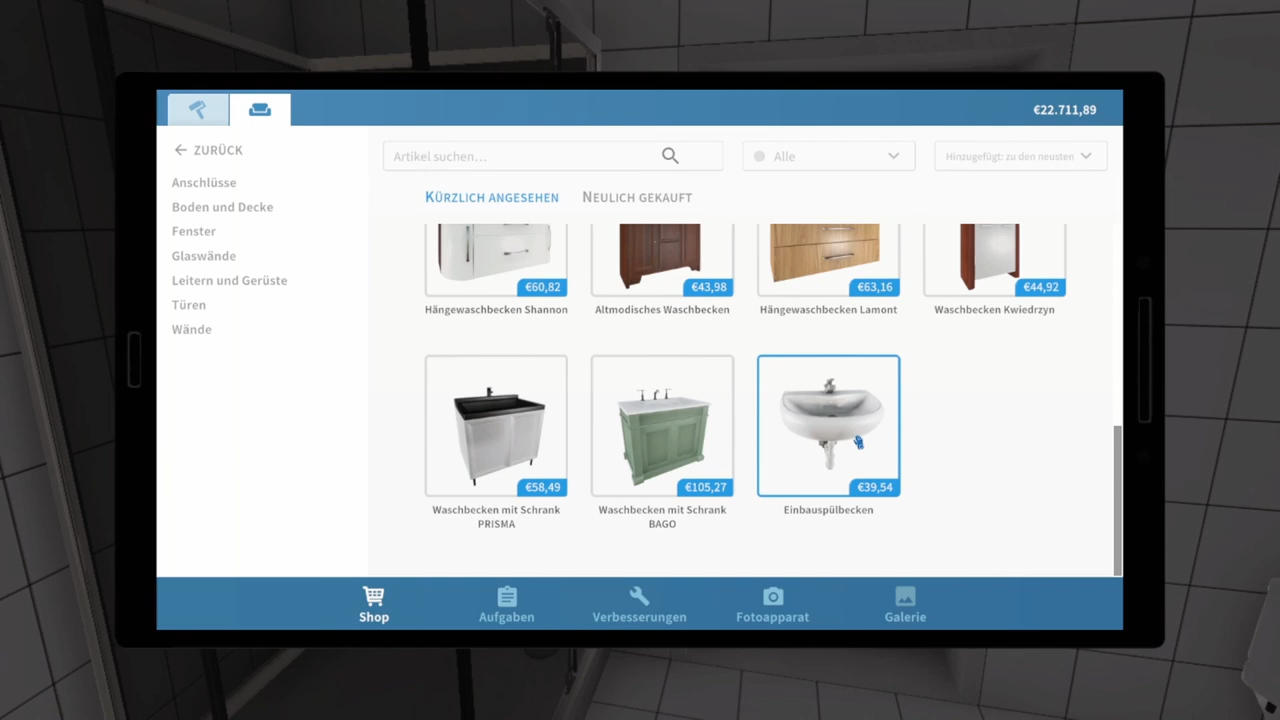 €22.711,89
ZURÜCK
Artikel suchen...
Alle
Hinzugefügt: zu den neusten
Anschlüsse
Boden und Decke
Fenster
Glaswände
Leitern und Gerüste
Türen
Wände
KÜRZLICH ANGESEHEN
NEULICH GEKAUFT
€60,82
€43,98
€63,16
€44,92
Hängewaschbecken Shannon
Altmodisches Waschbecken
Hängewaschbecken Lamont
Waschbecken Kwiedrzyn
€58,49
€105,27
€39,54
Waschbecken mit Schrank
PRISMA
Waschbecken mit Schrank
BAGO
Einbauspülbecken
Shop
Aufgaben
Verbesserungen
Fotoapparat
Galerie